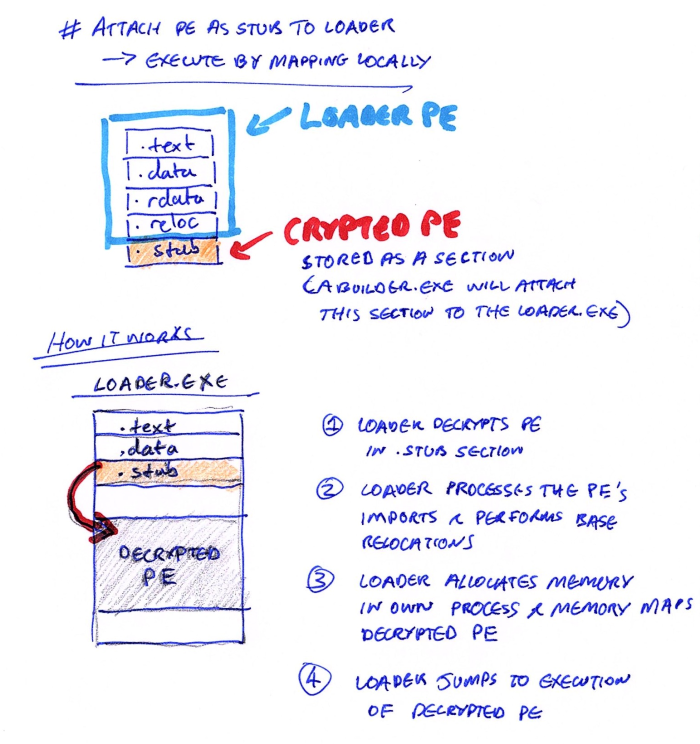 # ATTACH PE AS STUB TO LOADER
→ EXECUTE BY MAPPING LOCALLY
LOADER PE
.text
.data
.rdata
.reloc
.stub
CRYPTED PE
STORED AS A SECTION
(A BUILDER.EXE WILL ATTACH
THIS SECTION TO THE LOADER.EXE)
HOW IT WORKS
LOADER.EXE
.text
.data
.stub
DECRYPTED
PE
① LOADER DECRYPTS PE
IN .STUB SECTION
② LOADER PROCESSES THE PE'S
IMPORTS & PERFORMS BASE
RELOCATIONS
③ LOADER ALLOCATES MEMORY
IN OWN PROCESS & MEMORY MAPS
DECRYPTED PE
④ LOADER JUMPS TO EXECUTION
OF DECRYPTED PE